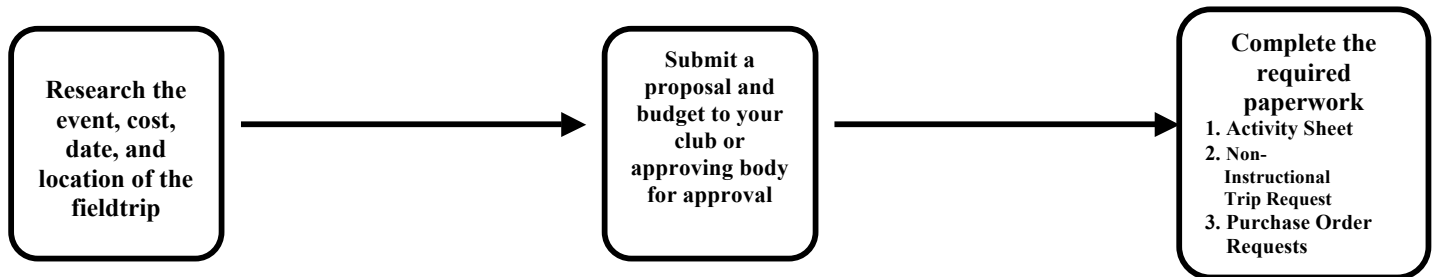 Research the
event, cost,
date, and
location of the
fieldtrip
Submit a
proposal and
budget to your
club or
approving body
for approval
Complete the
required
paperwork
1. Activity Sheet
2. Non-
Instructional
Trip Request
3. Purchase Order
Requests